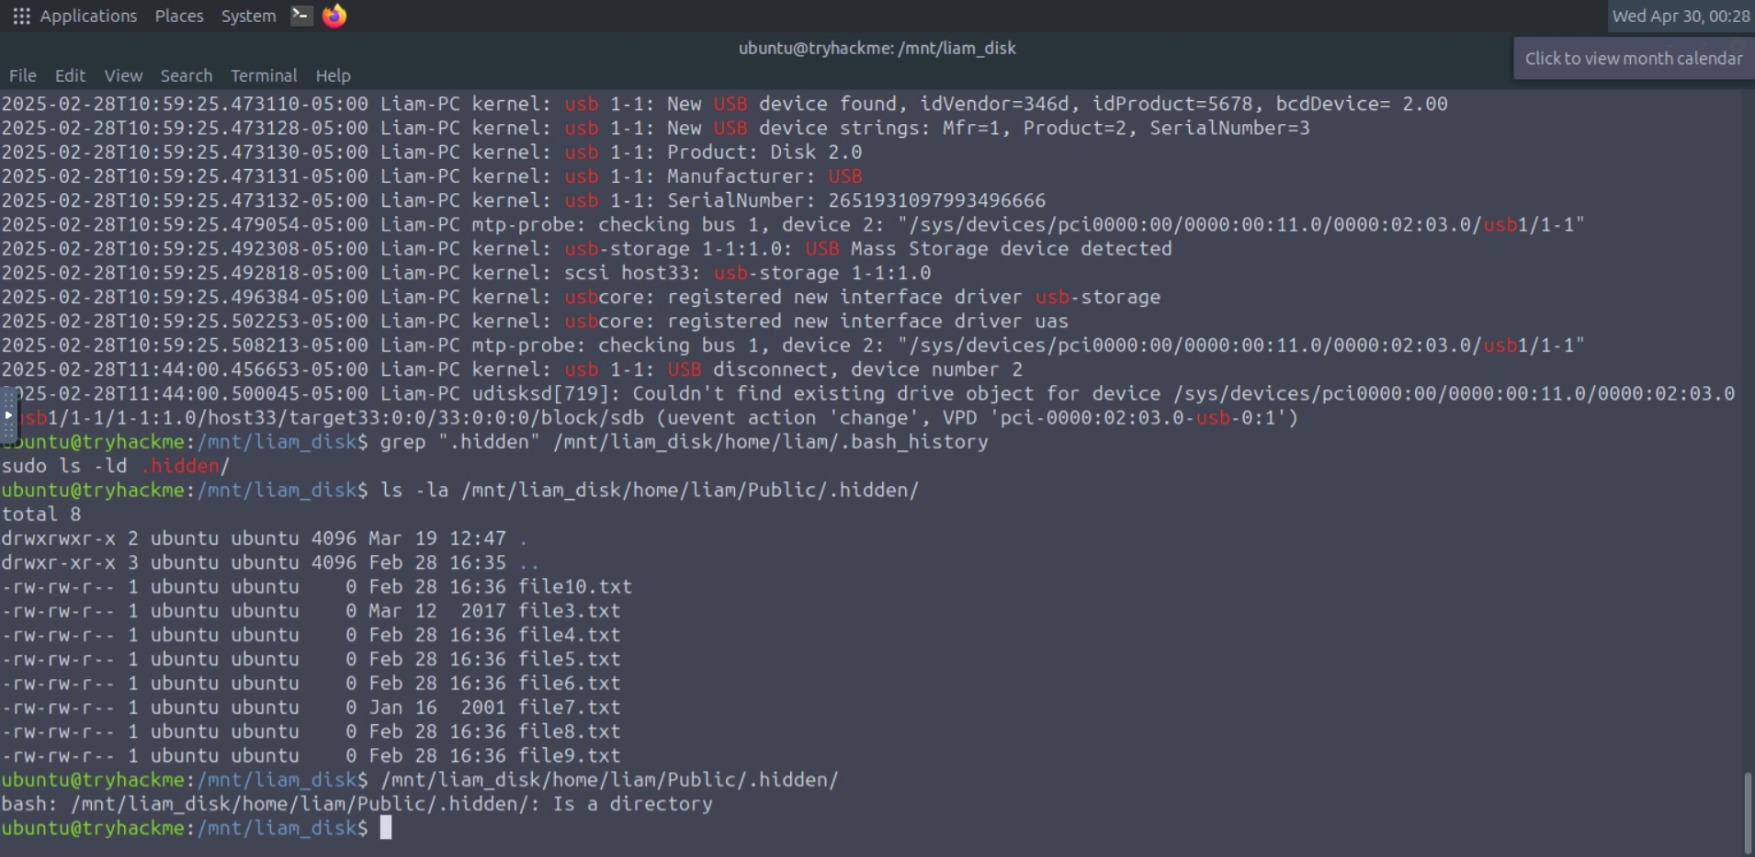 Applications Places System Wed Apr 30, 00:28
ubuntu@tryhackme: /mnt/liam_disk
Click to view month calendar
File Edit View Search Terminal Help
2025-02-28T10:59:25.473110-05:00 Liam-PC kernel: usb 1-1: New USB device found, idVendor=346d, idProduct=5678, bcdDevice= 2.00
2025-02-28T10:59:25.473128-05:00 Liam-PC kernel: usb 1-1: New USB device strings: Mfr=1, Product=2, SerialNumber=3
2025-02-28T10:59:25.473130-05:00 Liam-PC kernel: usb 1-1: Product: Disk 2.0
2025-02-28T10:59:25.473131-05:00 Liam-PC kernel: usb 1-1: Manufacturer: USB
2025-02-28T10:59:25.473132-05:00 Liam-PC kernel: usb 1-1: SerialNumber: 2651931097993496666
2025-02-28T10:59:25.479054-05:00 Liam-PC mtp-probe: checking bus 1, device 2: "/sys/devices/pci0000:00/0000:00:11.0/0000:02:03.0/usb1/1-1"
2025-02-28T10:59:25.492308-05:00 Liam-PC kernel: usb-storage 1-1:1.0: USB Mass Storage device detected
2025-02-28T10:59:25.492818-05:00 Liam-PC kernel: scsi host33: usb-storage 1-1:1.0
2025-02-28T10:59:25.496384-05:00 Liam-PC kernel: usbcore: registered new interface driver usb-storage
2025-02-28T10:59:25.502253-05:00 Liam-PC kernel: usbcore: registered new interface driver uas
2025-02-28T10:59:25.508213-05:00 Liam-PC mtp-probe: checking bus 1, device 2: "/sys/devices/pci0000:00/0000:00:11.0/0000:02:03.0/usb1/1-1"
2025-02-28T11:44:00.456653-05:00 Liam-PC kernel: usb 1-1: USB disconnect, device number 2
2025-02-28T11:44:00.500045-05:00 Liam-PC udisksd[719]: Couldn't find existing drive object for device /sys/devices/pci0000:00/0000:00:11.0/0000:02:03.0
usb1/1-1/1-1:1.0/host33/target33:0:0/33:0:0:0/block/sdb (uevent action 'change', VPD 'pci-0000:02:03.0-usb-0:1')
ubuntu@tryhackme:/mnt/liam_disk$ grep ".hidden" /mnt/liam_disk/home/liam/.bash_history
sudo ls -ld .hidden/
ubuntu@tryhackme:/mnt/liam_disk$ ls -la /mnt/liam_disk/home/liam/Public/.hidden/
total 8
drwxrwxr-x 2 ubuntu ubuntu 4096 Mar 19 12:47 .
drwxr-xr-x 3 ubuntu ubuntu 4096 Feb 28 16:35 ..
-rw-rw-r-- 1 ubuntu ubuntu    0 Feb 28 16:36 file10.txt
-rw-rw-r-- 1 ubuntu ubuntu    0 Mar 12  2017 file3.txt
-rw-rw-r-- 1 ubuntu ubuntu    0 Feb 28 16:36 file4.txt
-rw-rw-r-- 1 ubuntu ubuntu    0 Feb 28 16:36 file5.txt
-rw-rw-r-- 1 ubuntu ubuntu    0 Feb 28 16:36 file6.txt
-rw-rw-r-- 1 ubuntu ubuntu    0 Jan 16  2001 file7.txt
-rw-rw-r-- 1 ubuntu ubuntu    0 Feb 28 16:36 file8.txt
-rw-rw-r-- 1 ubuntu ubuntu    0 Feb 28 16:36 file9.txt
ubuntu@tryhackme:/mnt/liam_disk$ /mnt/liam_disk/home/liam/Public/.hidden/
bash: /mnt/liam_disk/home/liam/Public/.hidden/: Is a directory
ubuntu@tryhackme:/mnt/liam_disk$